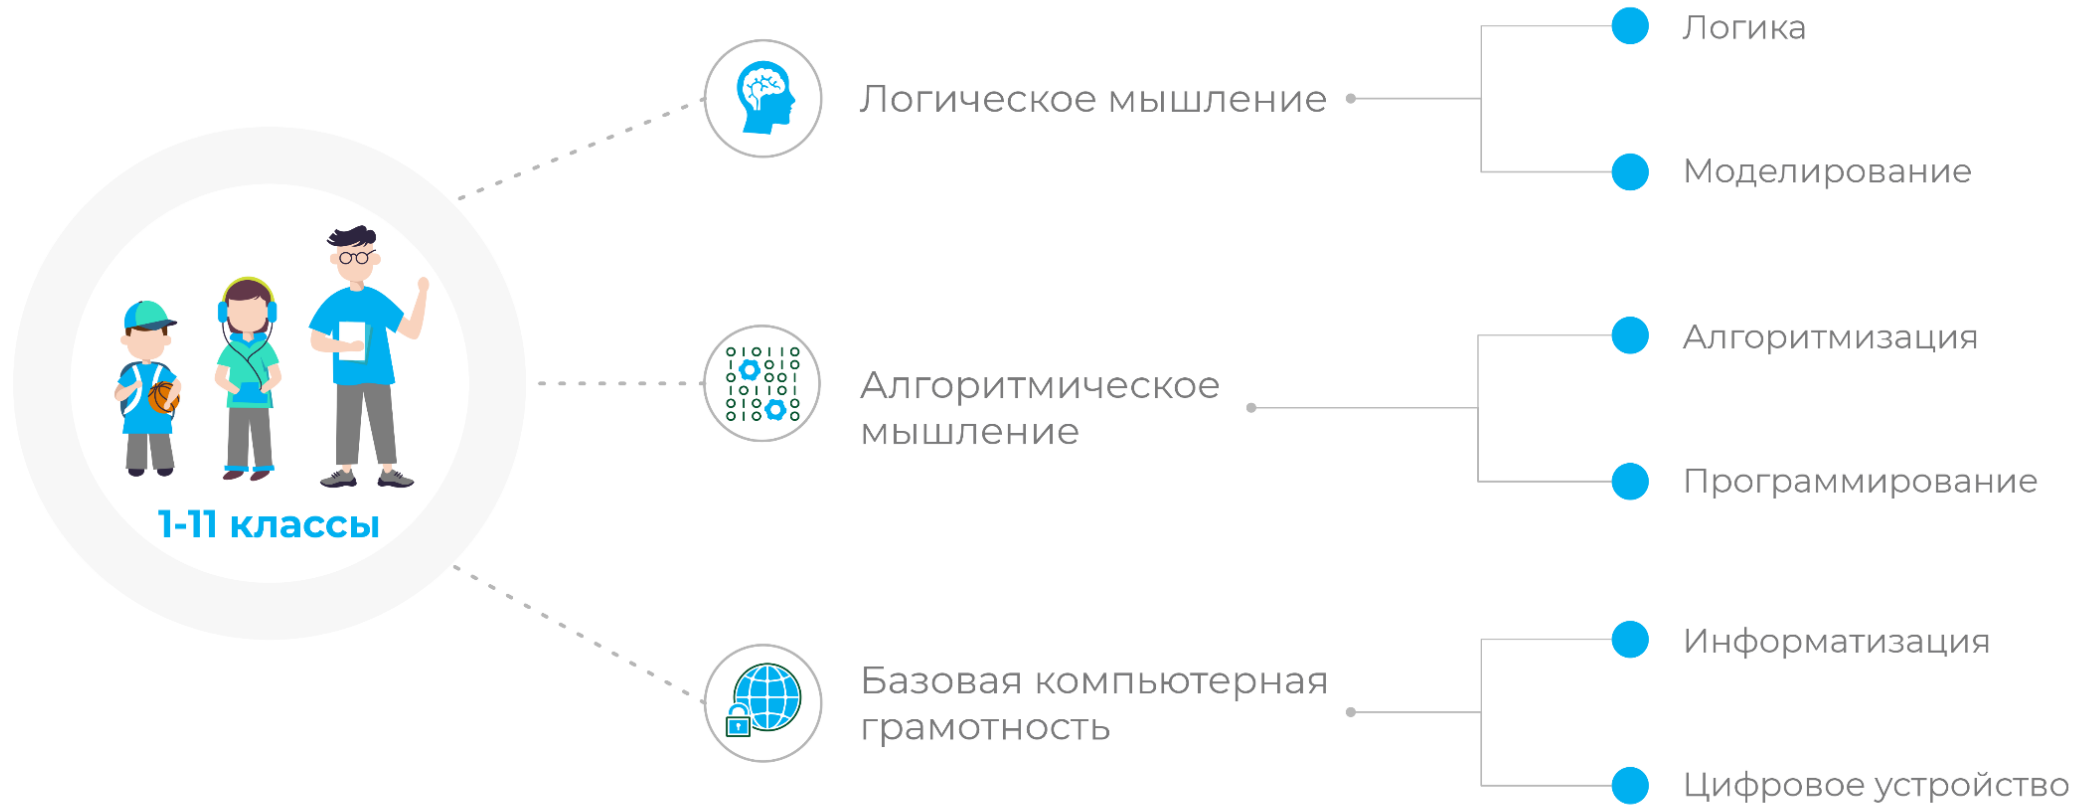 1-11 классы
Логическое мышление
Логика
Моделирование
Алгоритмическое
мышление
Алгоритмизация
Программирование
Базовая компьютерная
грамотность
Информатизация
Цифровое устройство